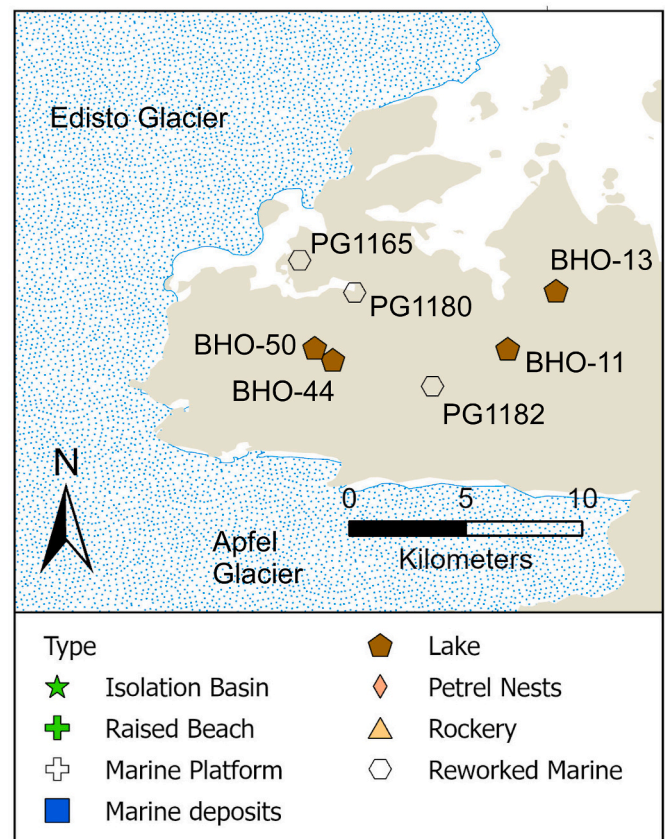 Edisto Glacier
PG1165
BHO-13
PG1180
BHO-50
BHO-11
BHO-44
PG1182
N
0 5 10
Kilometers
Apfel
Glacier
Type
Isolation Basin
Raised Beach
Marine Platform
Marine deposits
Lake
Petrel Nests
Rockery
Reworked Marine